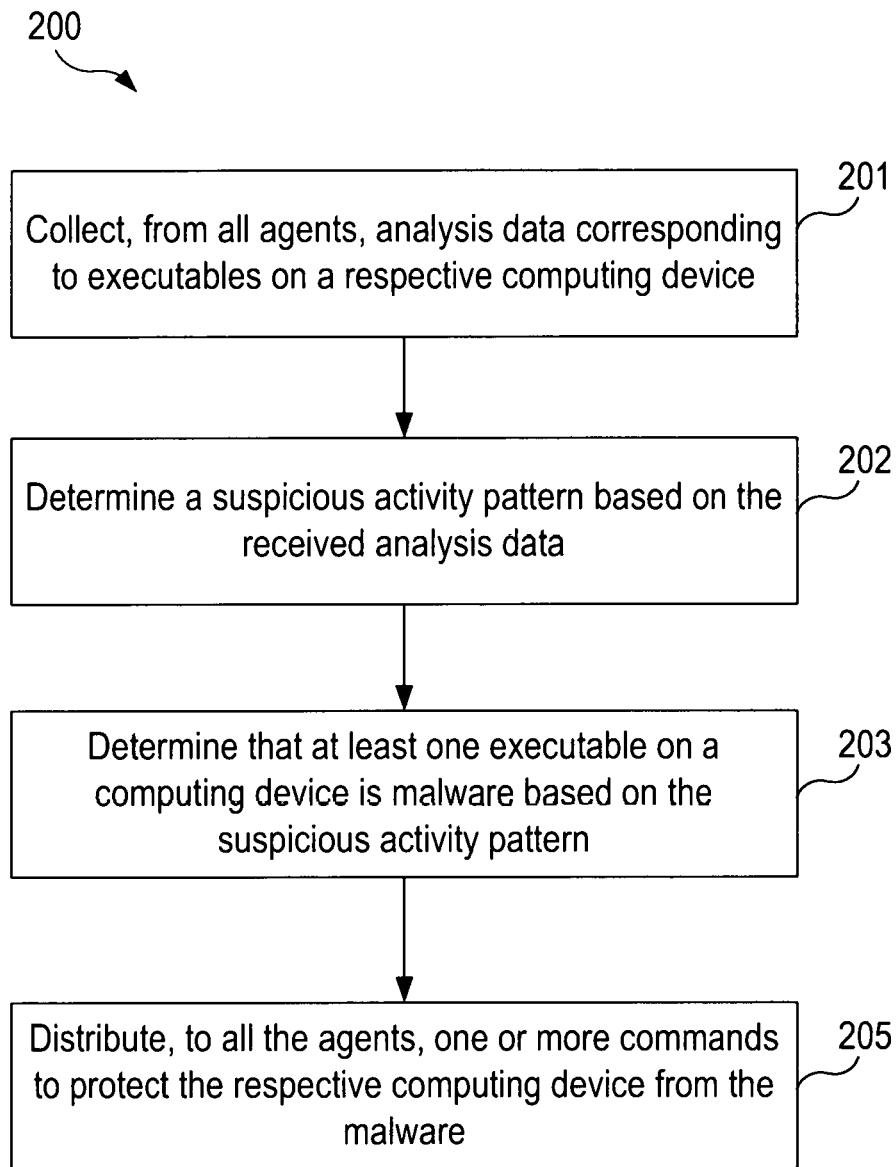 200
201
Collect, from all agents, analysis data corresponding
to executables on a respective computing device
202
Determine a suspicious activity pattern based on the
received analysis data
203
Determine that at least one executable on a
computing device is malware based on the
suspicious activity pattern
205
Distribute, to all the agents, one or more commands
to protect the respective computing device from the
malware